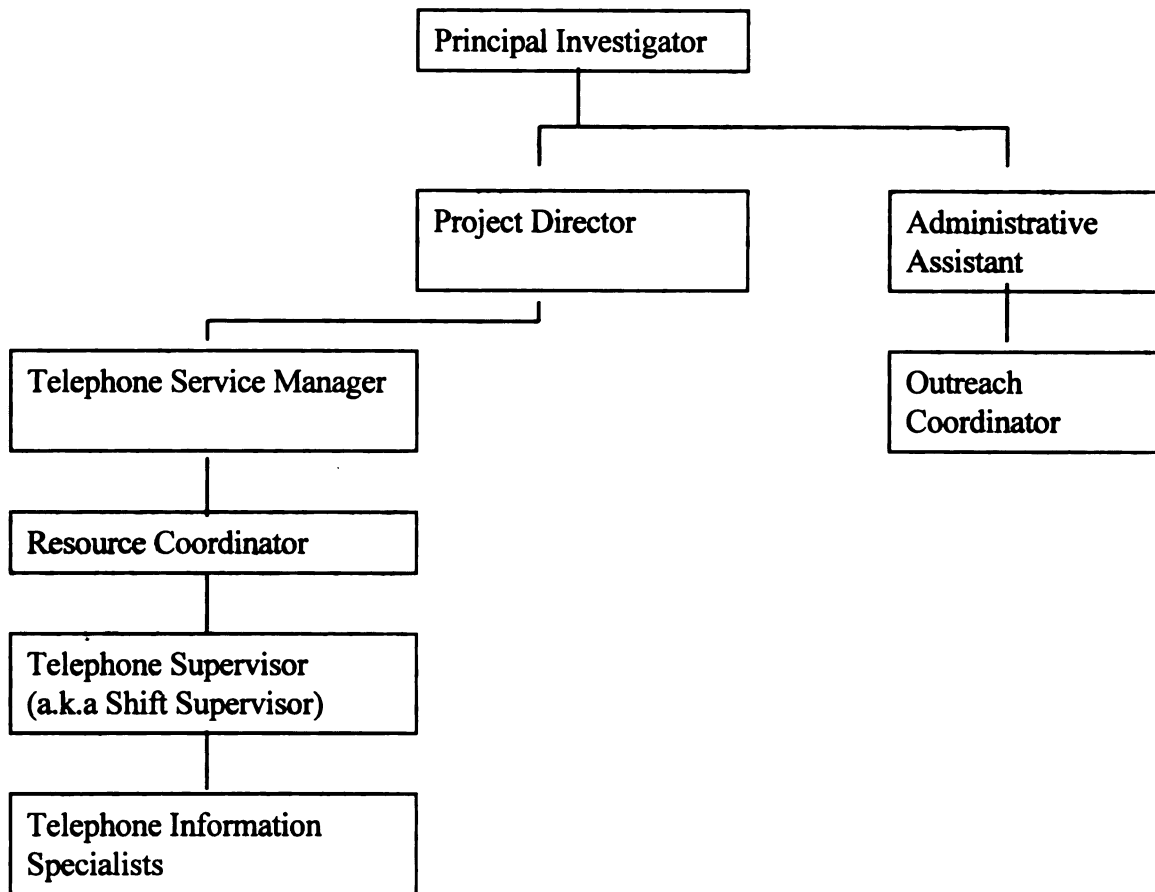 Principal Investigator
Project Director
Administrative
Assistant
Telephone Service Manager
Outreach
Coordinator
Resource Coordinator
Telephone Supervisor
(a.k.a Shift Supervisor)
Telephone Information
Specialists